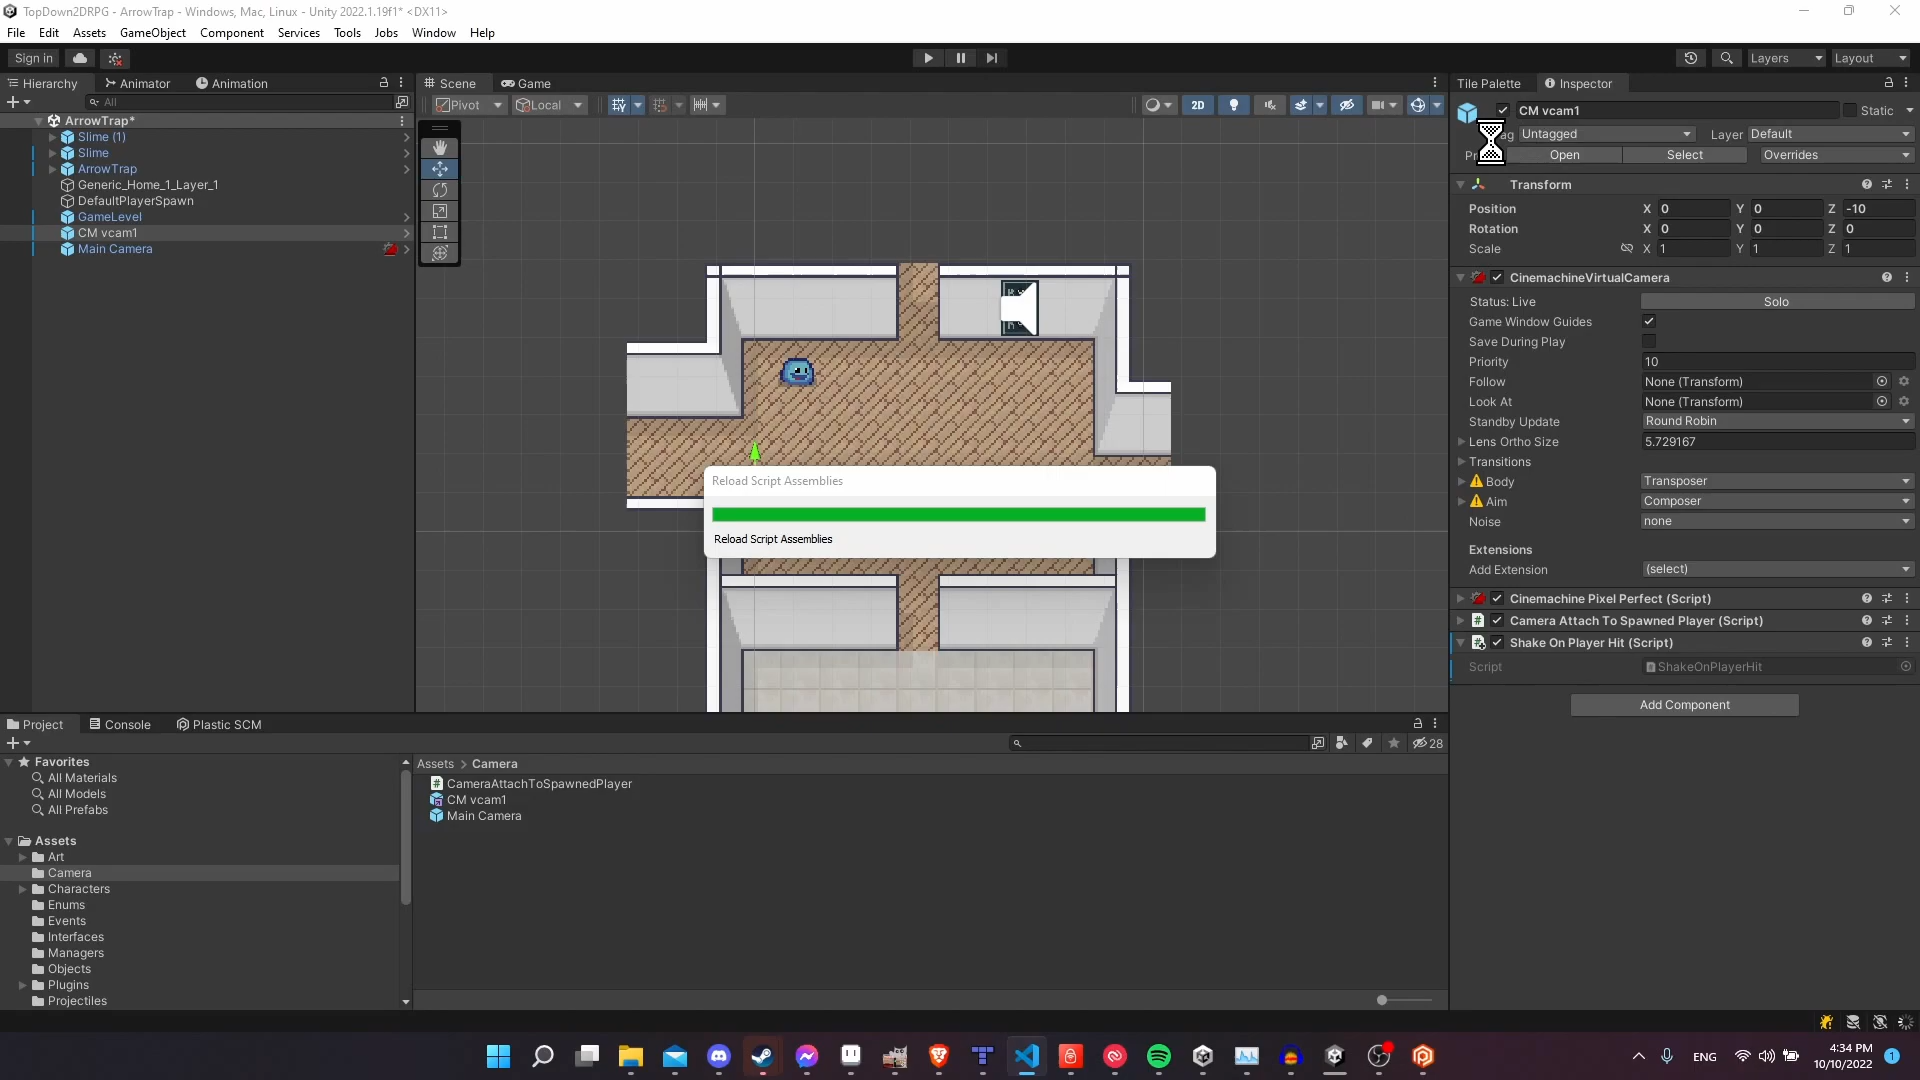 TopDown2DRPG - ArrowTrap - Windows, Mac, Linux - Unity 2022.1.19f1* <DX11>
File Edit Assets GameObject Component Services Tools Jobs Window Help
Sign in
Layers Layout
Hierarchy Animator Animation
Scene Game
Tile Palette Inspector
All
Pivot Local 2D
ArrowTrap*
Slime (1)
Slime
ArrowTrap
Generic_Home_1_Layer_1
DefaultPlayerSpawn
GameLevel
CM vcam1
Main Camera
Reload Script Assemblies
Reload Script Assemblies
CM vcam1 Static
Untagged Layer Default
Open Select Overrides
Transform
Position X 0 Y 0 Z -10
Rotation X 0 Y 0 Z 0
Scale X 1 Y 1 Z 1
CinemachineVirtualCamera
Status: Live Solo
Game Window Guides
Save During Play
Priority 10
Follow None (Transform)
Look At None (Transform)
Standby Update Round Robin
Lens Ortho Size 5.729167
Transitions
Body Transposer
Aim Composer
Noise none
Extensions
Add Extension (select)
Cinemachine Pixel Perfect (Script)
Camera Attach To Spawned Player (Script)
Shake On Player Hit (Script)
Script ShakeOnPlayerHit
Add Component
Project Console Plastic SCM
28
Favorites
All Materials
All Models
All Prefabs
Assets
Art
Camera
Characters
Enums
Events
Interfaces
Managers
Objects
Plugins
Projectiles
Assets > Camera
CameraAttachToSpawnedPlayer
CM vcam1
Main Camera
ENG
4:34 PM
10/10/2022
1